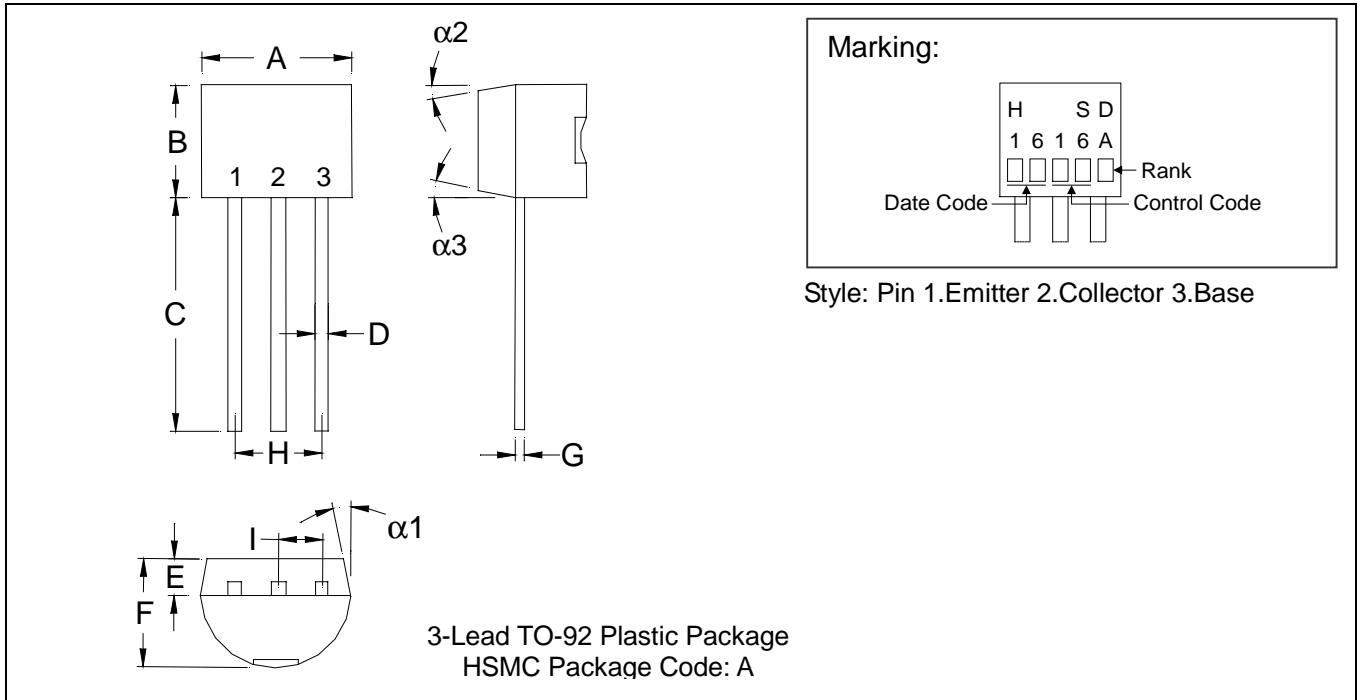 α2
A
B
1 2 3
α3
C
D
H
G
α1
I
E
F
3-Lead TO-92 Plastic Package
HSMC Package Code: A
Marking:
H S D
1 6 1 6 A
Rank
Date Code
Control Code
Style: Pin 1.Emitter 2.Collector 3.Base